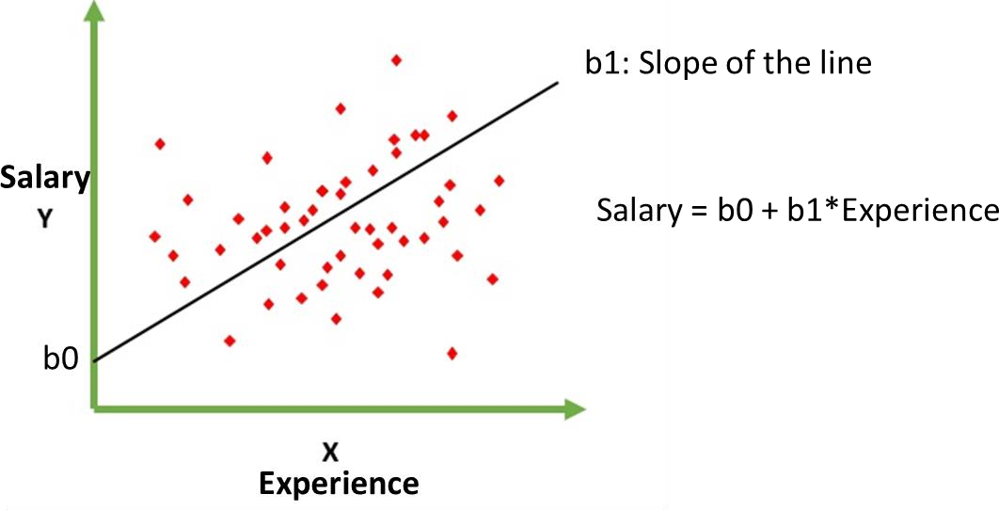 b1: Slope of the line
Salary
Y
Salary = b0 + b1*Experience
b0
X
Experience